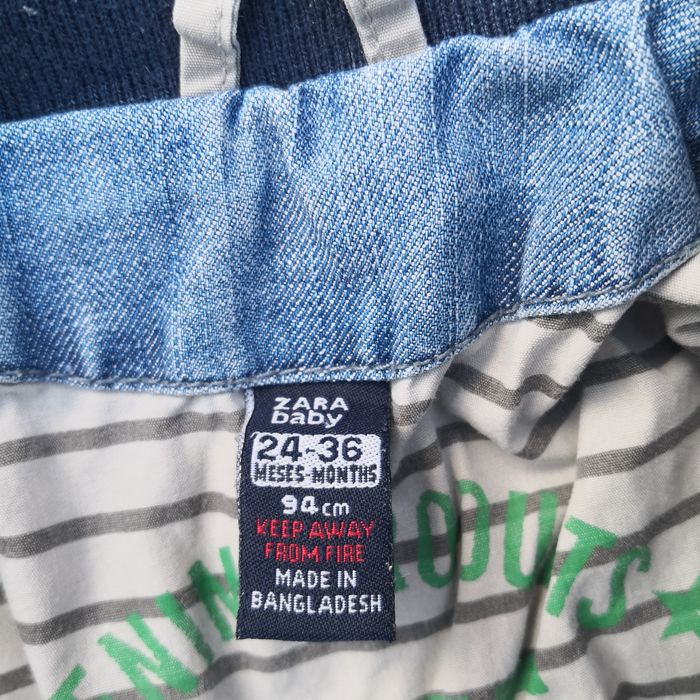 ZARA
baby
24-36
MESES-MONTHS
94cm
KEEP AWAY
FROM FIRE
MADE IN
BANGLADESH